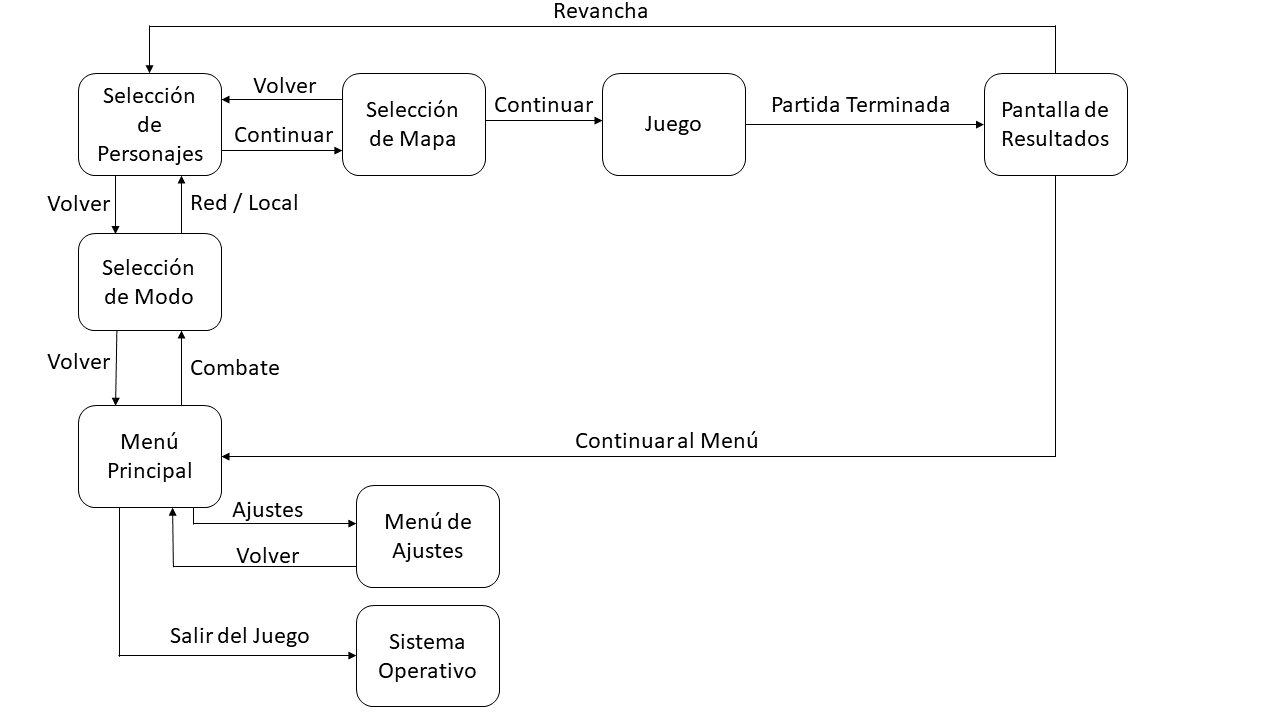 Revancha
Selección
de
Personajes
Volver
Continuar
Selección
de Mapa
Continuar
Juego
Partida Terminada
Pantalla de
Resultados
Volver
Red / Local
Selección
de Modo
Volver
Combate
Menú
Principal
Continuar al Menú
Ajustes
Volver
Menú de
Ajustes
Salir del Juego
Sistema
Operativo